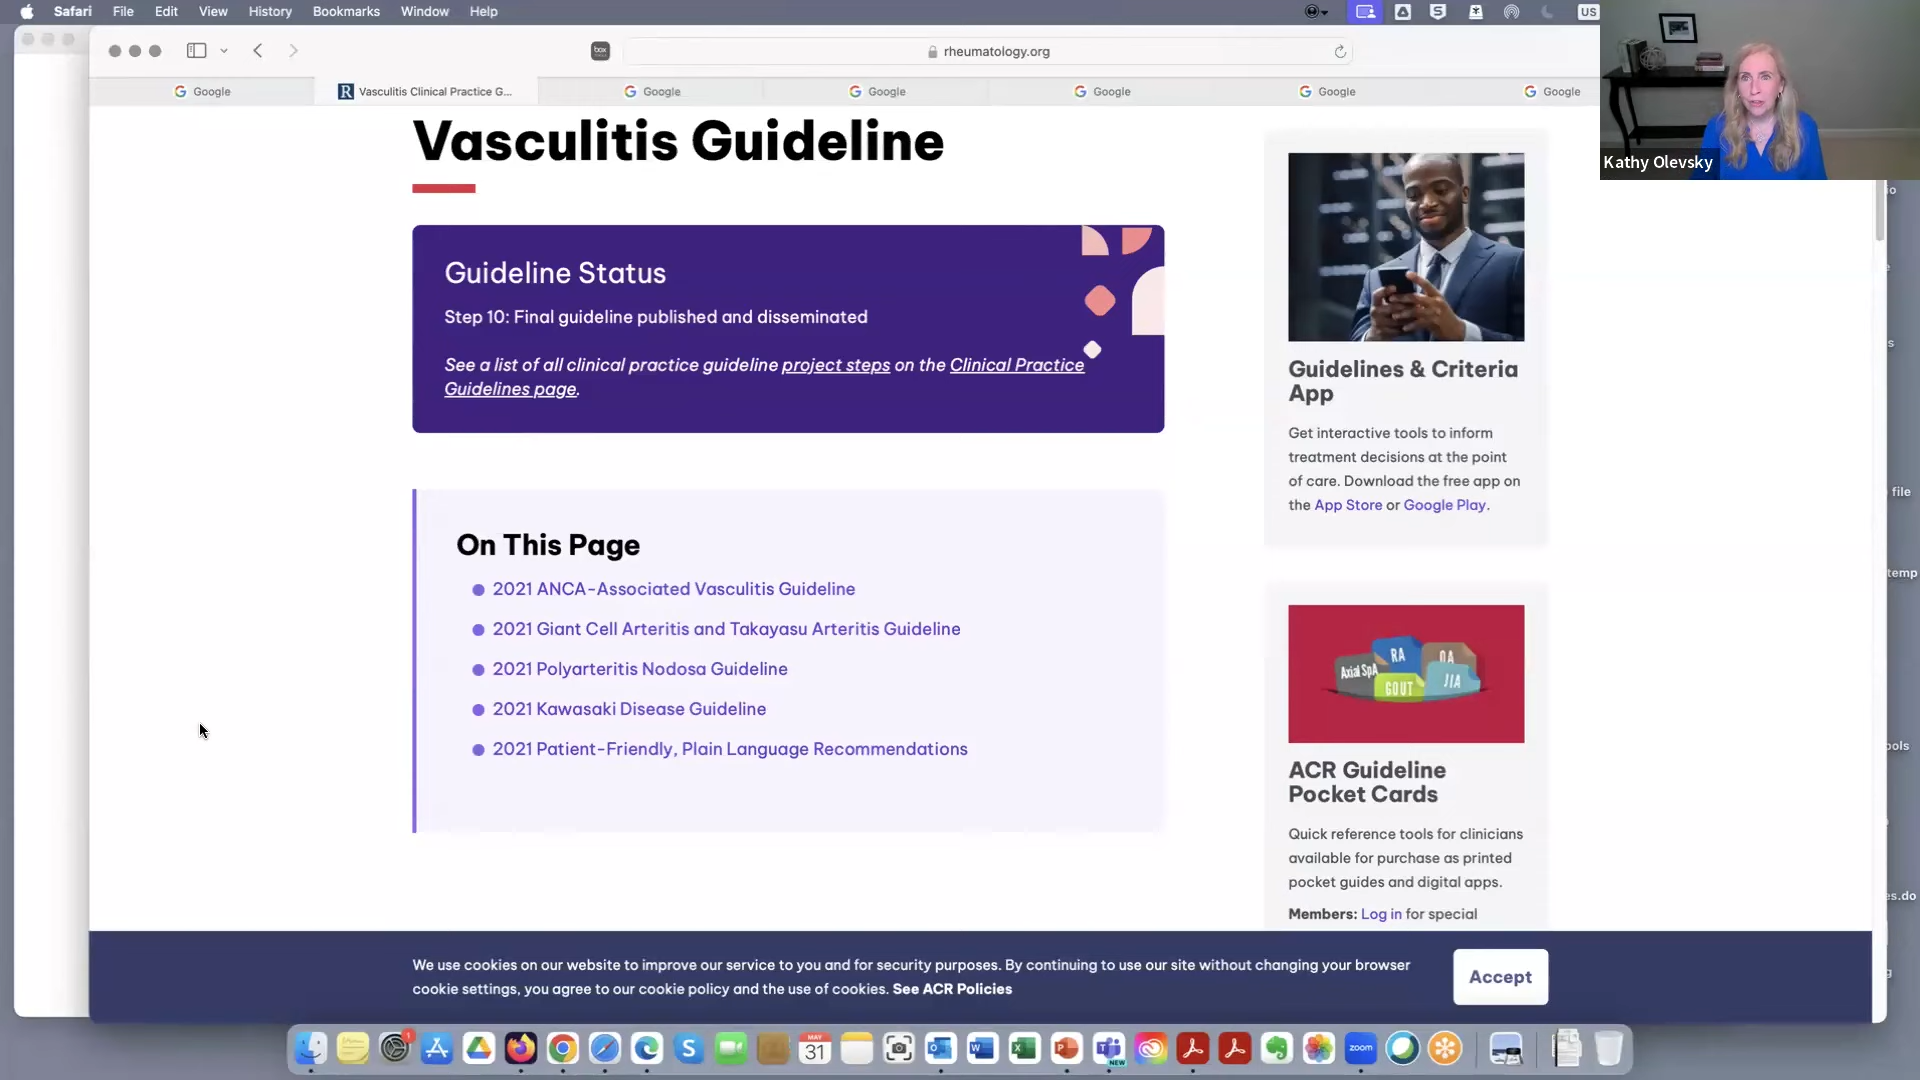 Safari File Edit View History Bookmarks Window Help
US
rheumatology.org
Google
Vasculitis Clinical Practice G...
Google
Google
Google
Google
Google
Kathy Olevsky
Vasculitis Guideline
Guideline Status
Step 10: Final guideline published and disseminated
See a list of all clinical practice guideline project steps on the Clinical Practice
Guidelines page.
On This Page
2021 ANCA-Associated Vasculitis Guideline
2021 Giant Cell Arteritis and Takayasu Arteritis Guideline
2021 Polyarteritis Nodosa Guideline
2021 Kawasaki Disease Guideline
2021 Patient-Friendly, Plain Language Recommendations
Guidelines & Criteria
App
Get interactive tools to inform
treatment decisions at the point
of care. Download the free app on
the App Store or Google Play.
Axial SpA RA OA
GOUT JIA
ACR Guideline
Pocket Cards
Quick reference tools for clinicians
available for purchase as printed
pocket guides and digital apps.
Members: Log in for special
We use cookies on our website to improve our service to you and for security purposes. By continuing to use our site without changing your browser
cookie settings, you agree to our cookie policy and the use of cookies. See ACR Policies
Accept
file
temp
es.do
MAY
31
NEW
zoom